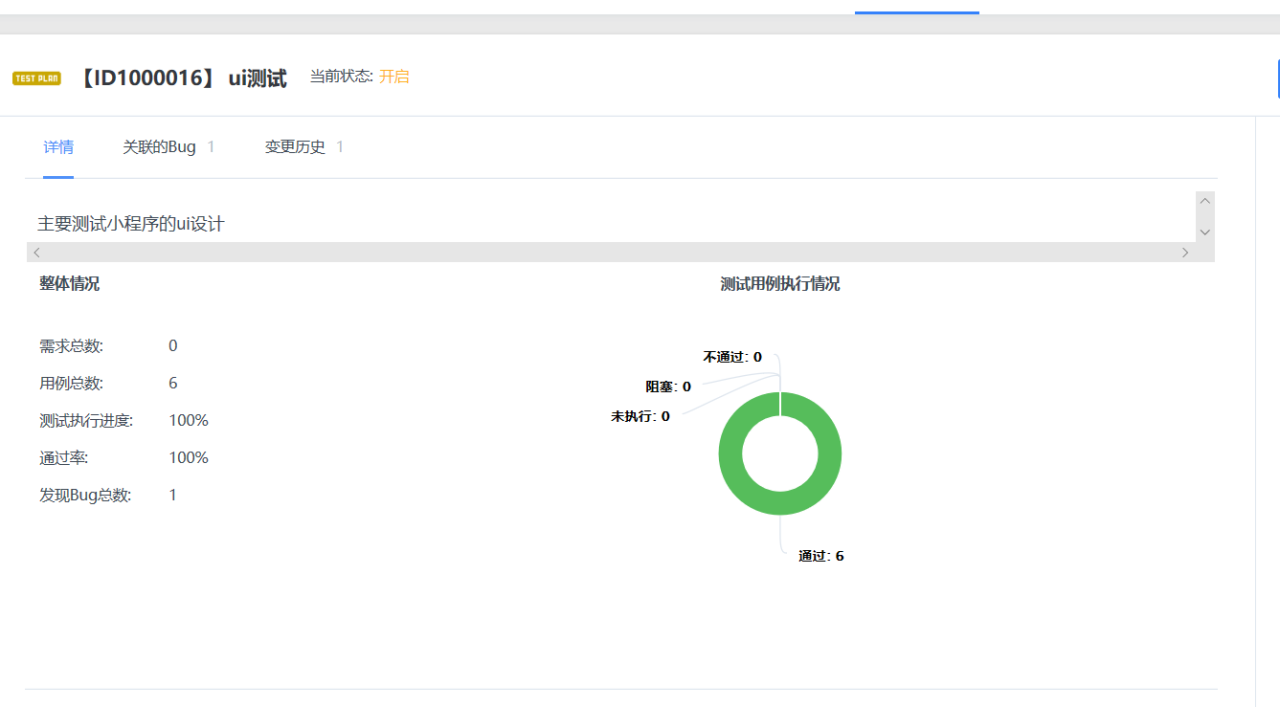 TEST PLAN 【ID1000016】 ui测试 当前状态: 开启
详情 关联的Bug 1 变更历史 1
主要测试小程序的ui设计
整体情况 测试用例执行情况
需求总数: 0
用例总数: 6
测试执行进度: 100%
通过率: 100%
发现Bug总数: 1
不通过: 0
阻塞: 0
未执行: 0
通过: 6